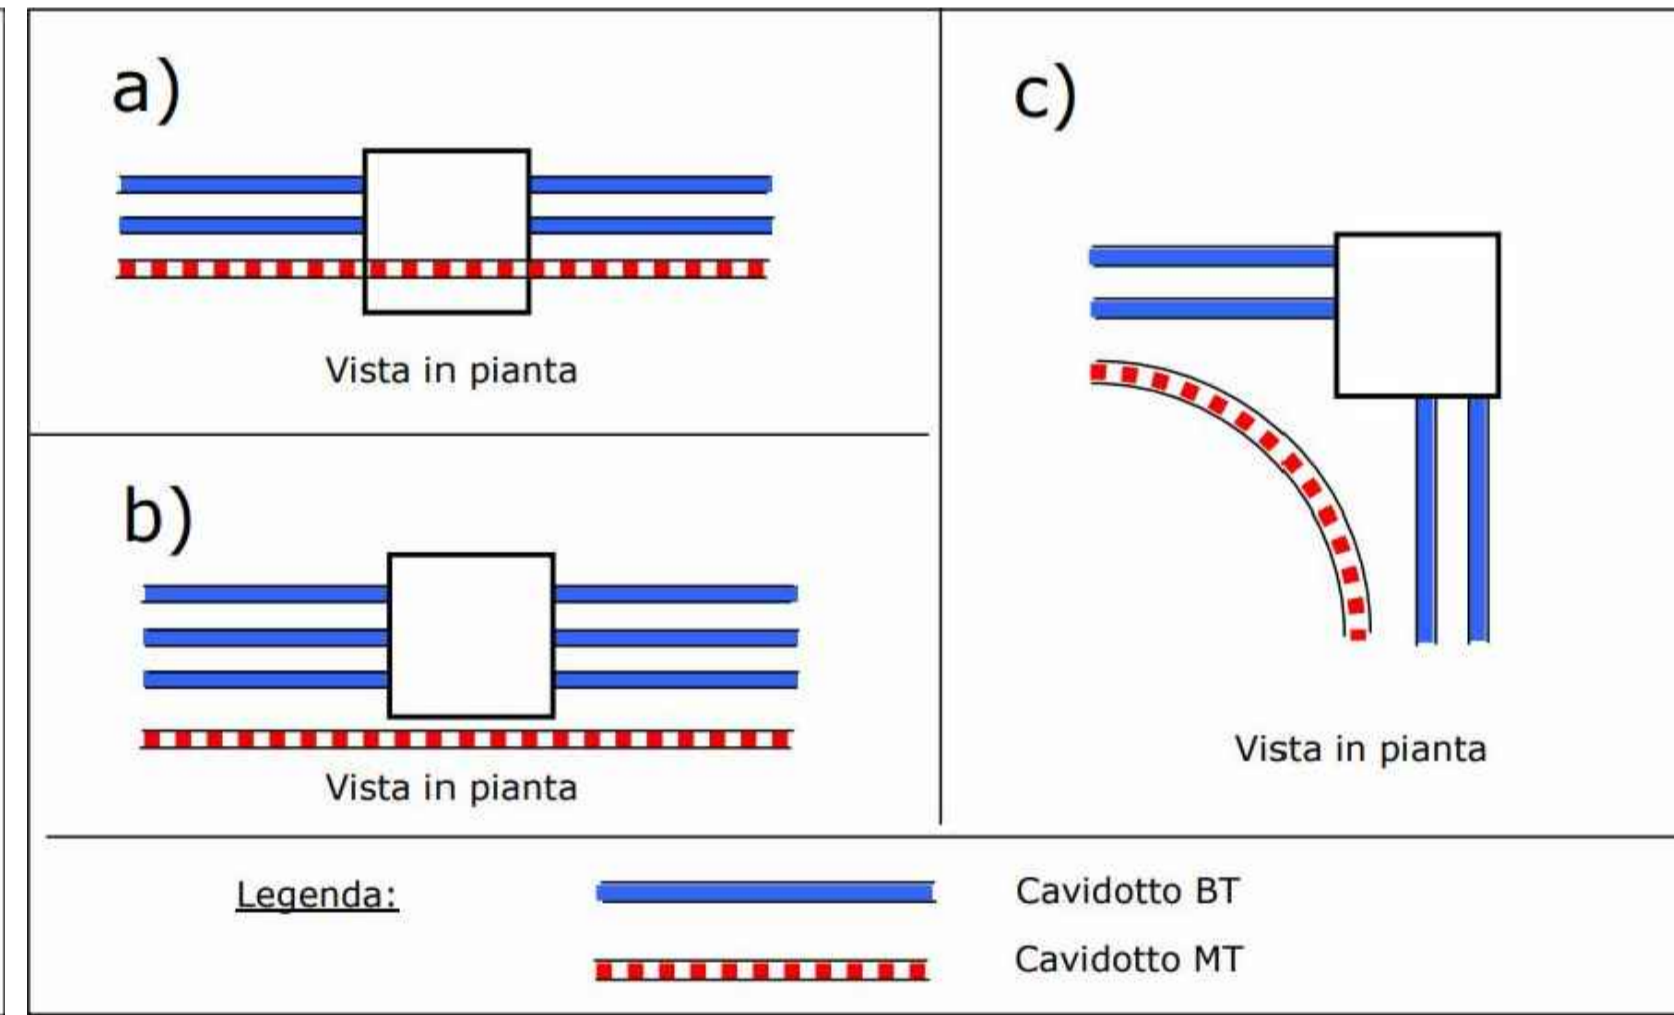 a)
Vista in pianta
b)
Vista in pianta
c)
Vista in pianta
Legenda:
Cavidotto BT
Cavidotto MT